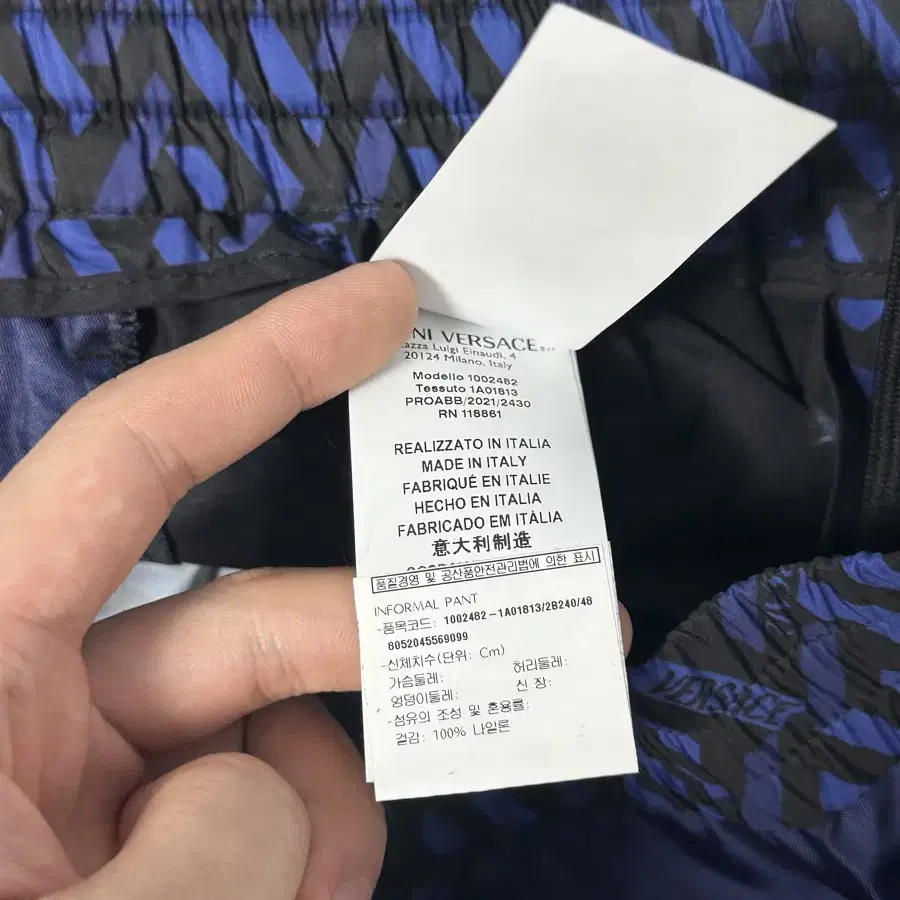 NI VERSACE s.r.l.
azza Luigi Einaudi, 4
20124 Milano, Italy
Modello 1002482
Tessuto 1A01813
PROABB/2021/2430
RN 118861
REALIZZATO IN ITALIA
MADE IN ITALY
FABRIQUÉ EN ITALIE
HECHO EN ITALIA
FABRICADO EM ITÁLIA
意大利制造
품질경영 및 공산품안전관리법에 의한 표시
INFORMAL PANT
-품목코드: 1002482-1A01813/2B240/48
8052045569099
-신체치수(단위: Cm)
가슴둘레: 허리둘레:
엉덩이둘레: 신 장:
-섬유의 조성 및 혼용률:
겉감: 100% 나일론
VERSACE